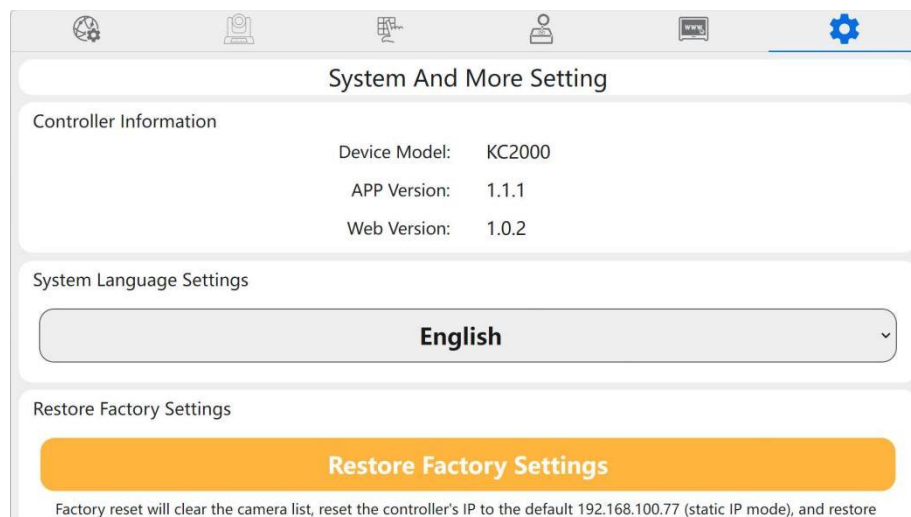 www
System And More Setting
Controller Information
Device Model: KC2000
APP Version: 1.1.1
Web Version: 1.0.2
System Language Settings
English
Restore Factory Settings
Restore Factory Settings
Factory reset will clear the camera list, reset the controller's IP to the default 192.168.100.77 (static IP mode), and restore